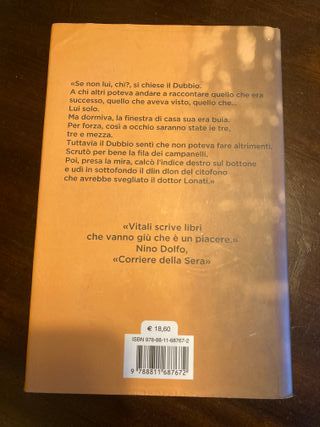 «Se non lui, chi?, si chiese il Dubbio.
A chi altri poteva andare a raccontare quello che era
successo, quello che aveva visto, quello che...
Lui solo.
Ma dormiva, la finestra di casa sua era buia.
Per forza, così a occhio saranno state le tre,
tre e mezza.
Tuttavia il Dubbio sentì che non poteva fare altrimenti.
Scrutò per bene la fila dei campanelli.
Poi, presa la mira, calcò l'indice destro sul bottone
e udì in sottofondo il dlin dlon del citofono
che avrebbe svegliato il dottor Lonati.»
«Vitali scrive libri
che vanno giù che è un piacere.»
Nino Dolfo,
«Corriere della Sera»
€ 18,60
ISBN 978-88-11-68767-2
9 788811 687672